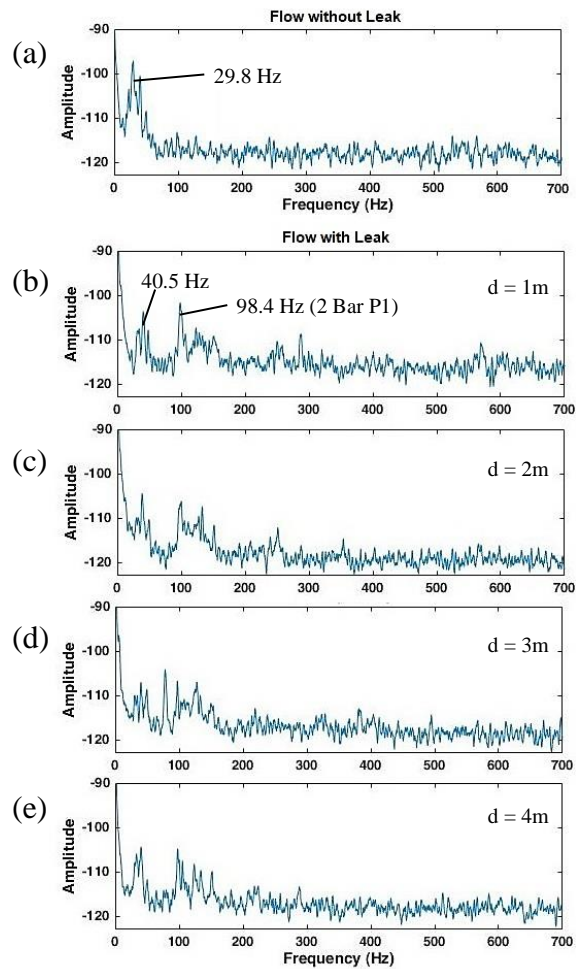 Flow without Leak
(a)
-90
-100
-110
-120
Amplitude
29.8 Hz
0 100 200 300 400 500 600 700
Frequency (Hz)
Flow with Leak
(b)
-90
-100
-110
-120
Amplitude
40.5 Hz
98.4 Hz (2 Bar P1)
d = 1m
0 100 200 300 400 500 600 700
(c)
-90
-100
-110
-120
Amplitude
d = 2m
0 100 200 300 400 500 600 700
(d)
-90
-100
-110
-120
Amplitude
d = 3m
0 100 200 300 400 500 600 700
(e)
-90
-100
-110
-120
Amplitude
d = 4m
0 100 200 300 400 500 600 700
Frequency (Hz)